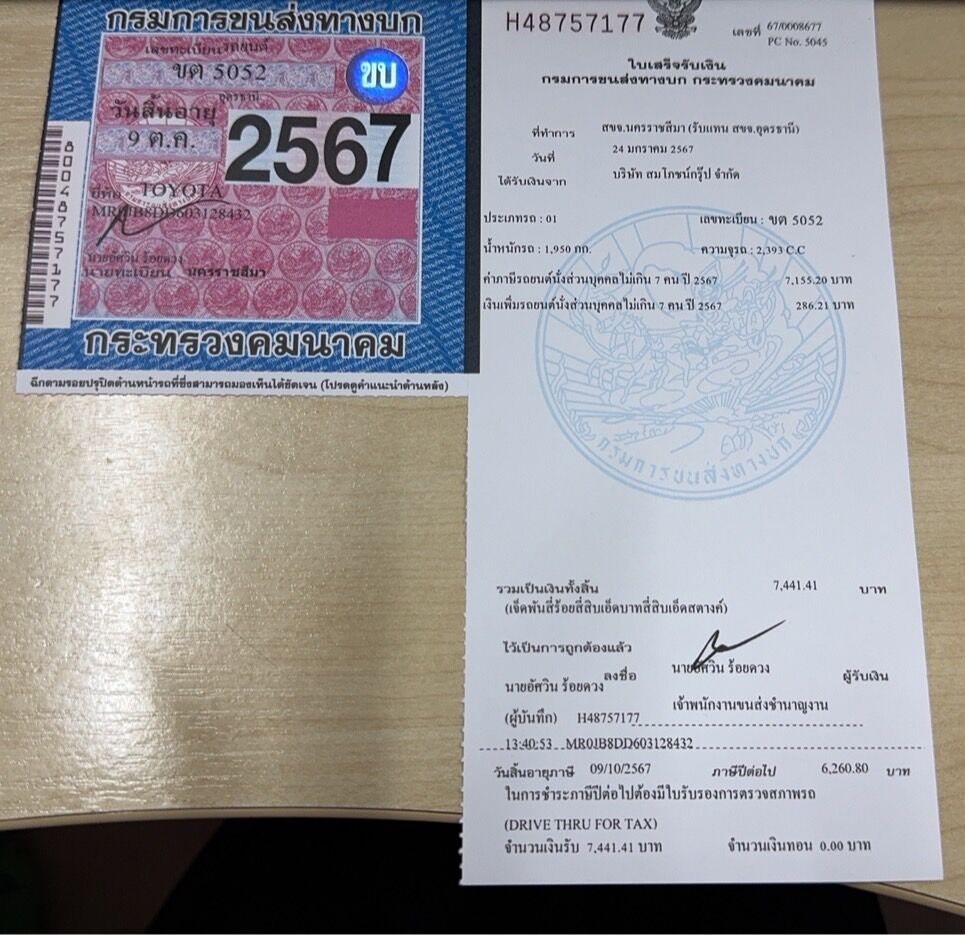 กรมการขนส่งทางบก
เลขทะเบียนรถยนต์
ขต 5052
ขบ
อุดรธานี
วันสิ้นอายุ
9 ต.ค.
2567
ยี่ห้อ TOYOTA
MR0JB8DD603128432
นายอัศวิน ร้อยดวง
นายทะเบียน นครราชสีมา
8004875717​7
กระทรวงคมนาคม
ฉีกตามรอยปรุปิดด้านหน้ารถที่ซึ่งสามารถมองเห็นได้ชัดเจน (โปรดดูคำแนะนำด้านหลัง)
H48757177
เลขที่ 67/0008677
PC No. 5045
ใบเสร็จรับเงิน
กรมการขนส่งทางบก กระทรวงคมนาคม
ที่ทำการ สขจ.นครราชสีมา (รับแทน สขจ.อุดรธานี)
วันที่ 24 มกราคม 2567
ได้รับเงินจาก บริษัท สมโภชน์กรุ๊ป จำกัด
ประเภทรถ : 01 เลขทะเบียน : ขต 5052
น้ำหนักรถ : 1,950 กก. ความจุรถ : 2,393 C.C
ค่าภาษีรถยนต์นั่งส่วนบุคคลไม่เกิน 7 คน ปี 2567 7,155.20 บาท
เงินเพิ่มรถยนต์นั่งส่วนบุคคลไม่เกิน 7 คน ปี 2567 286.21 บาท
กรมการขนส่งทางบก
รวมเป็นเงินทั้งสิ้น 7,441.41 บาท
(เจ็ดพันสี่ร้อยสี่สิบเอ็ดบาทสี่สิบเอ็ดสตางค์)
ไว้เป็นการถูกต้องแล้ว
นายอัศวิน ร้อยดวง ลงชื่อ นายอัศวิน ร้อยดวง ผู้รับเงิน
(ผู้บันทึก) H48757177 เจ้าพนักงานขนส่งชำนาญงาน
13:40:53 MR0JB8DD603128432
วันสิ้นอายุภาษี 09/10/2567 ภาษีปีต่อไป 6,260.80 บาท
ในการชำระภาษีปีต่อไปต้องมีใบรับรองการตรวจสภาพรถ
(DRIVE THRU FOR TAX)
จำนวนเงินรับ 7,441.41 บาท จำนวนเงินทอน 0.00 บาท